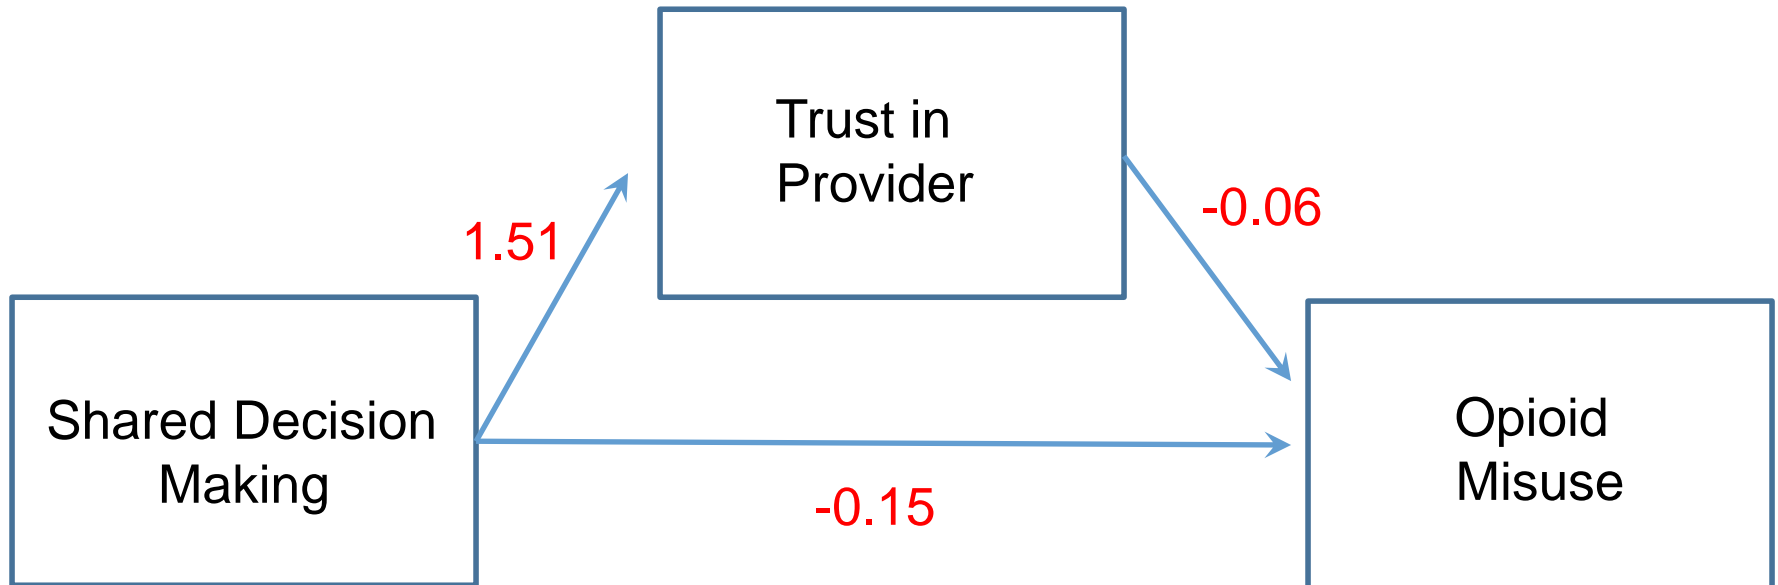 Trust in
Provider
1.51
-0.06
Shared Decision
Making
-0.15
Opioid
Misuse